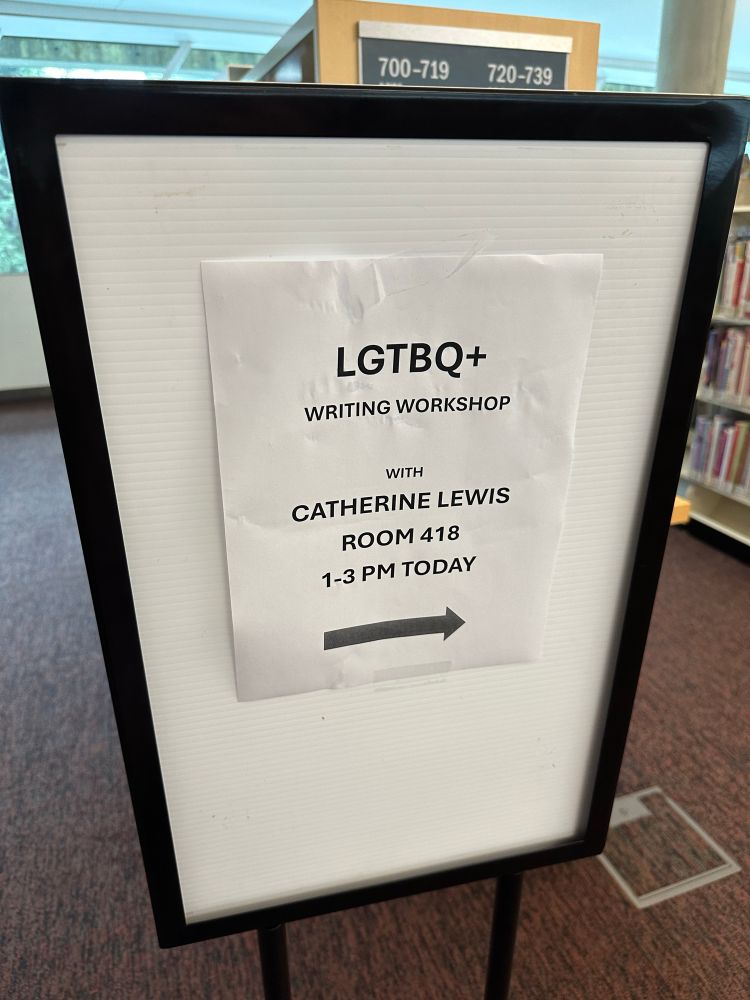 700-719 720-739
LGTBQ+
WRITING WORKSHOP
WITH
CATHERINE LEWIS
ROOM 418
1-3 PM TODAY